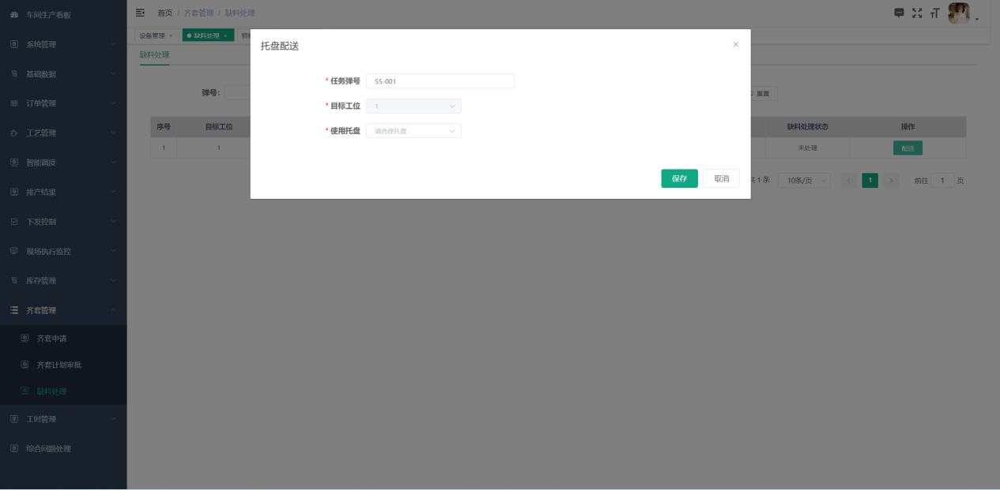 车间生产看板
系统管理
基础数据
订单管理
工艺管理
智能调度
排产结果
下发控制
现场执行监控
库存管理
齐套管理
齐套申请
齐套计划审批
缺料处理
工时管理
综合问题处理
首页 / 齐套管理 / 缺料处理
设备管理 × 缺料处理 × 物
缺料处理
弹号：
重置
序号 目标工位 缺料处理状态 操作
1 1 未处理 配送
共 1 条 10条/页 1 前往 1 页
托盘配送
* 任务弹号 55-001
* 目标工位 1
* 使用托盘 请选择托盘
保存 取消